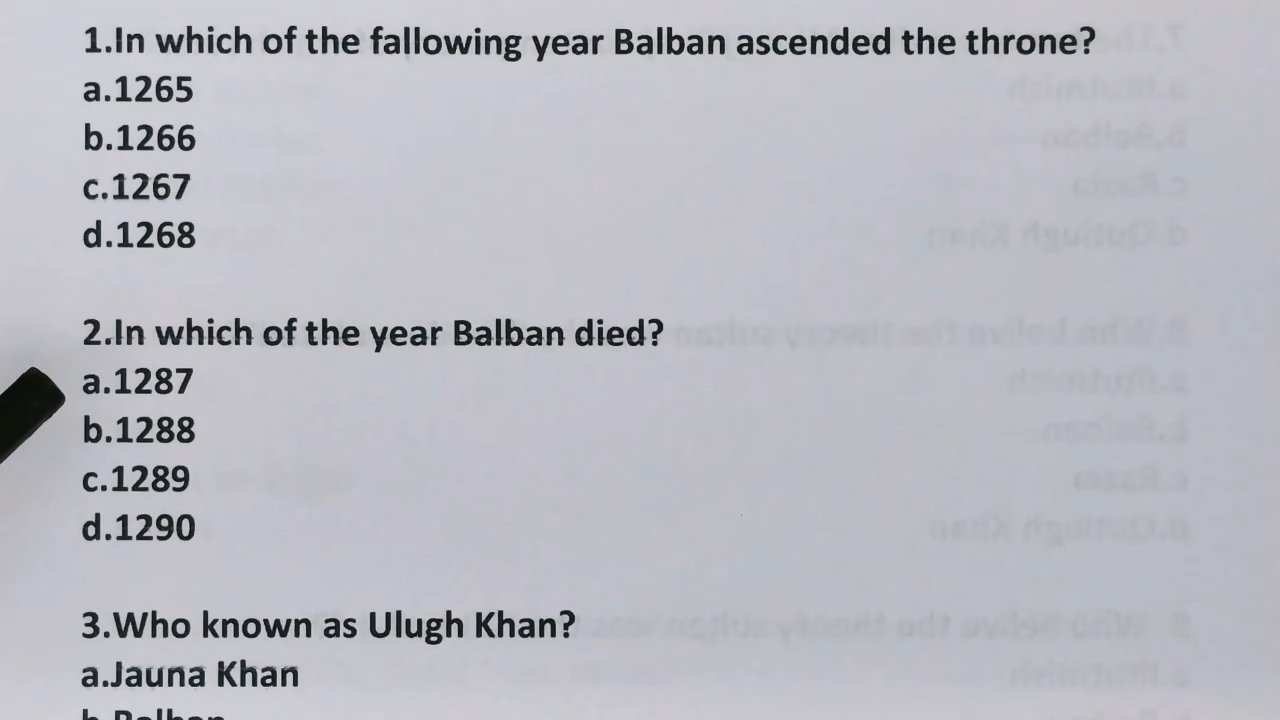 1.In which of the fallowing year Balban ascended the throne?
a.1265
b.1266
c.1267
d.1268
2.In which of the year Balban died?
a.1287
b.1288
c.1289
d.1290
3.Who known as Ulugh Khan?
a.Jauna Khan
b.Balban